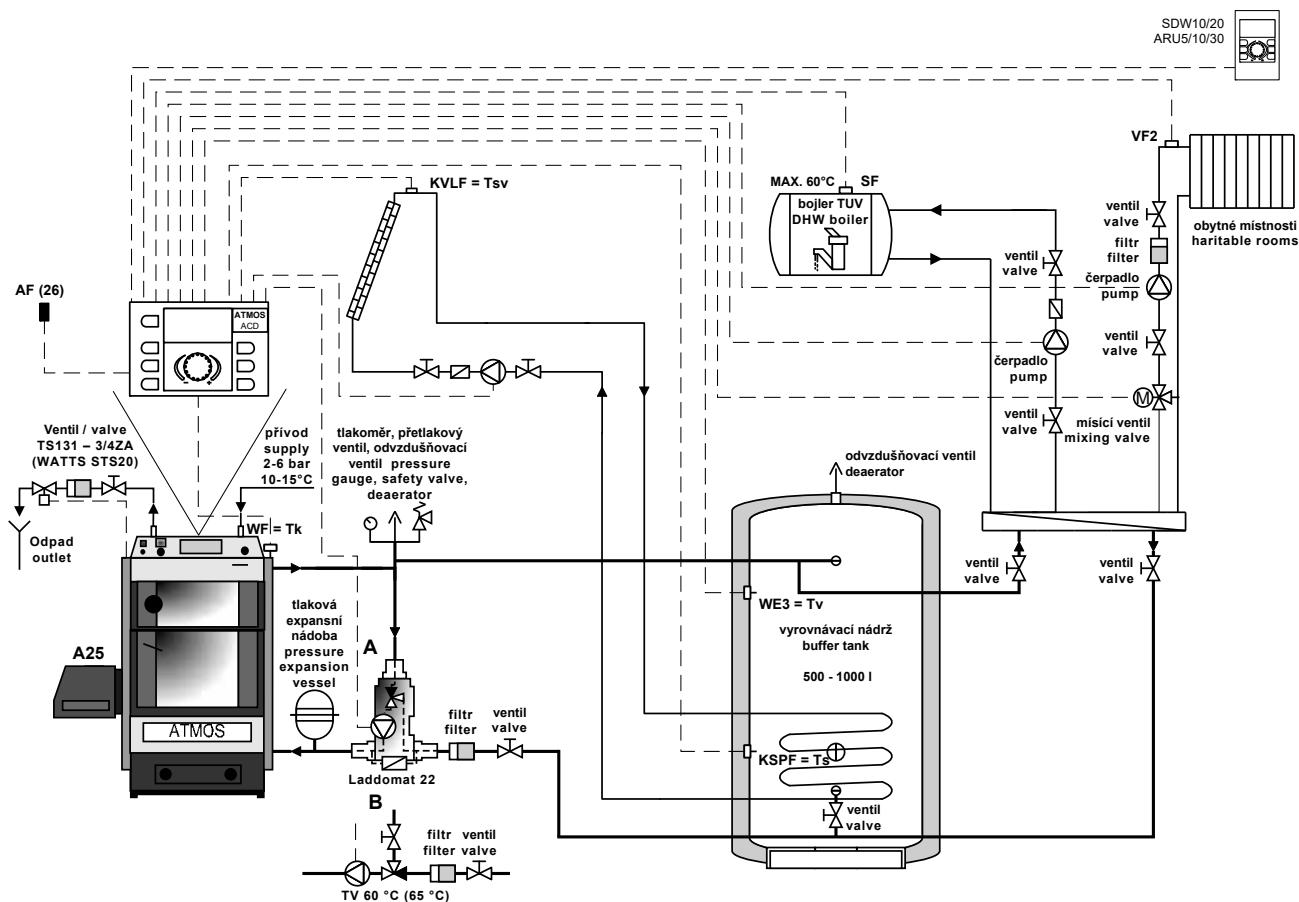 SDW10/20
ARU5/10/30
VF2
KVLF = Tsv
MAX. 60°C
SF
bojler TUV
DHW boiler
ventil
valve
obytné místnosti
haritable rooms
filtr
filter
ventil
valve
čerpadlo
pump
AF (26)
ATMOS
ACD
ventil
valve
čerpadlo
pump
M
mísící ventil
mixing valve
ventil
valve
Ventil / valve
TS131 – 3/4ZA
(WATTS STS20)
přívod
supply
2-6 bar
10-15°C
tlakoměr, přetlakový
ventil, odvzdušňovací
ventil pressure
gauge, safety valve,
deaerator
odvzdušňovací ventil
deaerator
WF = Tk
Odpad
outlet
ventil
valve
ventil
valve
tlaková
expansní
nádoba
pressure
expansion
vessel
WE3 = Tv
vyrovnávací nádrž
buffer tank
500 - 1000 l
A
A25
filtr
filter
ventil
valve
ATMOS
KSPF = Ts
Laddomat 22
B
ventil
valve
filtr
filter
ventil
valve
TV 60 °C (65 °C)